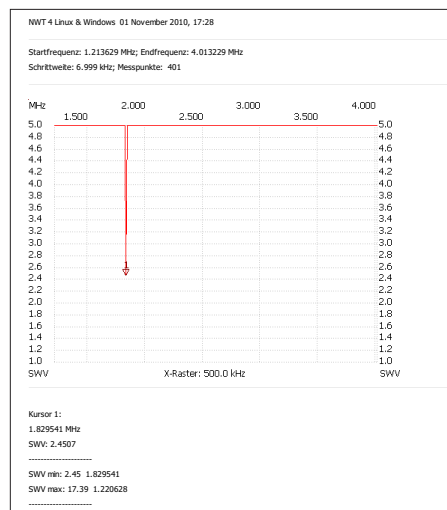 NWT 4 Linux & Windows 01 November 2010, 17:28
Startfrequenz: 1.213629 MHz; Endfrequenz: 4.013229 MHz
Schrittweite: 6.999 kHz; Messpunkte: 401
MHz 2.000 3.000 4.000
1.500 2.500 3.500
5.0 5.0
4.8 4.8
4.6 4.6
4.4 4.4
4.2 4.2
4.0 4.0
3.8 3.8
3.6 3.6
3.4 3.4
3.2 3.2
3.0 3.0
2.8 2.8
2.6 1 2.6
2.4 2.4
2.2 2.2
2.0 2.0
1.8 1.8
1.6 1.6
1.4 1.4
1.2 1.2
1.0 1.0
SWV X-Raster: 500.0 kHz SWV
Kursor 1:
1.829541 MHz
SWV: 2.4507
---------------------
SWV min: 2.45 1.829541
SWV max: 17.39 1.220628
---------------------